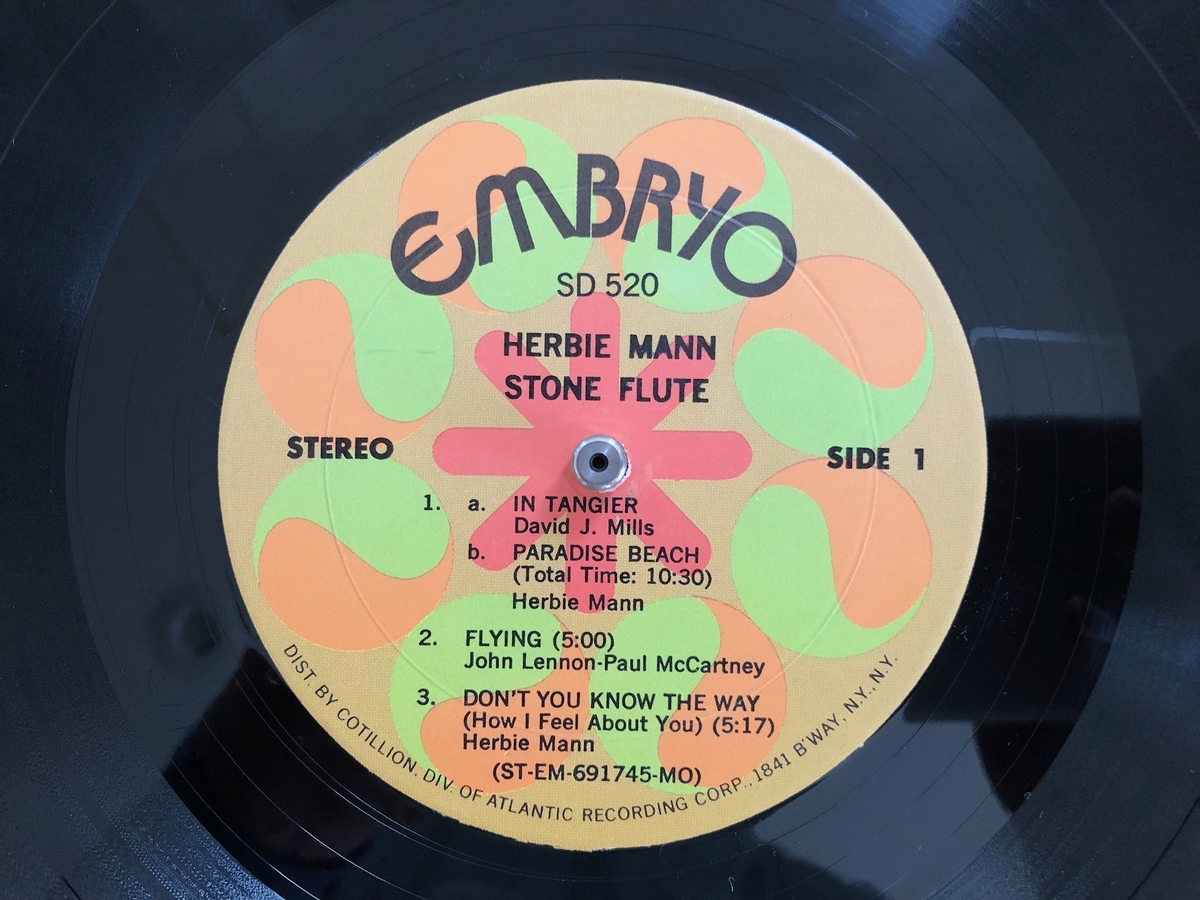 EMBRYO
SD 520
HERBIE MANN
STONE FLUTE
STEREO
SIDE 1
1. a. IN TANGIER
David J. Mills
b. PARADISE BEACH
(Total Time: 10:30)
Herbie Mann
2. FLYING (5:00)
John Lennon-Paul McCartney
3. DON'T YOU KNOW THE WAY
(How I Feel About You) (5:17)
Herbie Mann
(ST-EM-691745-MO)
DIST. BY COTILLION, DIV. OF ATLANTIC RECORDING CORP., 1841 B'WAY, N.Y., N.Y.